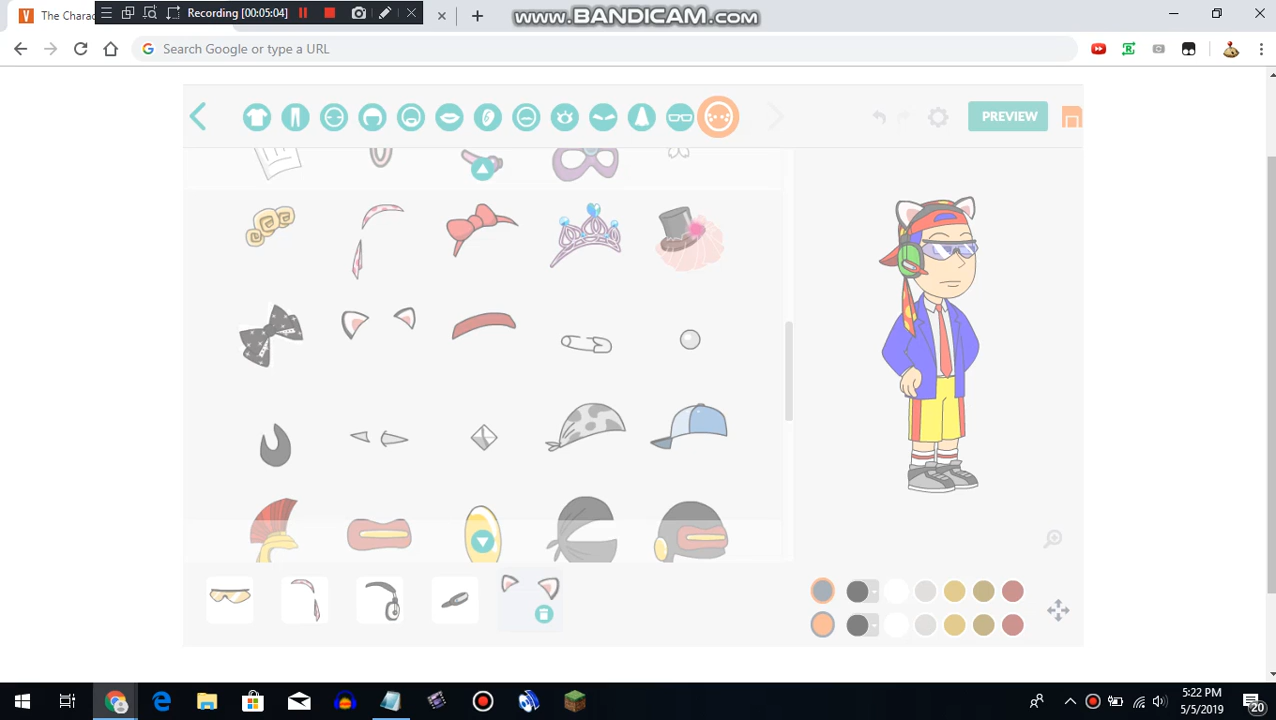 The Charac
Recording [00:05:04]
www.BANDICAM.com
Search Google or type a URL
PREVIEW
5:22 PM
5/5/2019
20